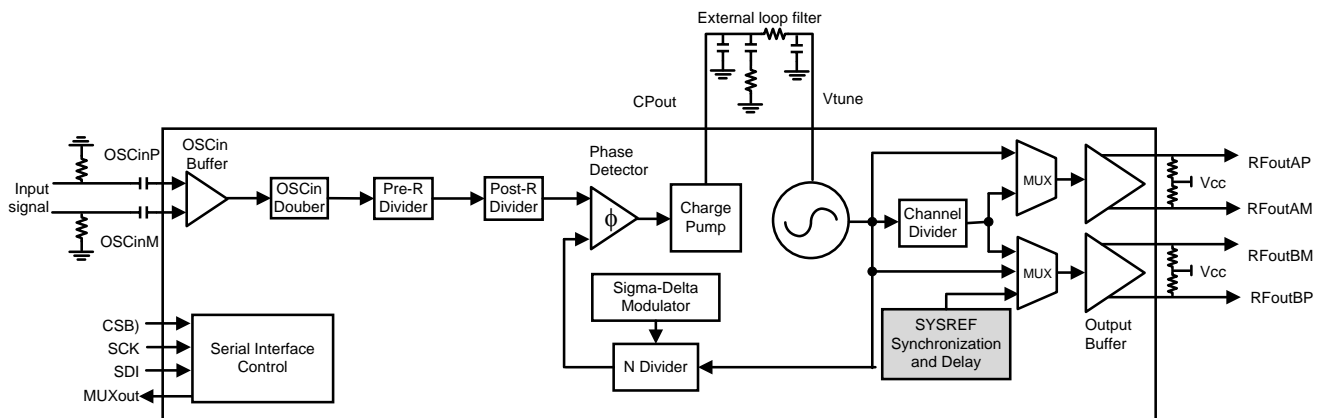 External loop filter
CPout
Vtune
OSCinP
OSCin
Buffer
Input
signal
OSCinM
OSCin
Douber
Pre-R
Divider
Post-R
Divider
Phase
Detector
ϕ
Charge
Pump
Channel
Divider
MUX
MUX
RFoutAP
Vcc
RFoutAM
RFoutBM
Vcc
RFoutBP
Output
Buffer
Sigma-Delta
Modulator
N Divider
SYSREF
Synchronization
and Delay
CSB)
SCK
SDI
MUXout
Serial Interface
Control